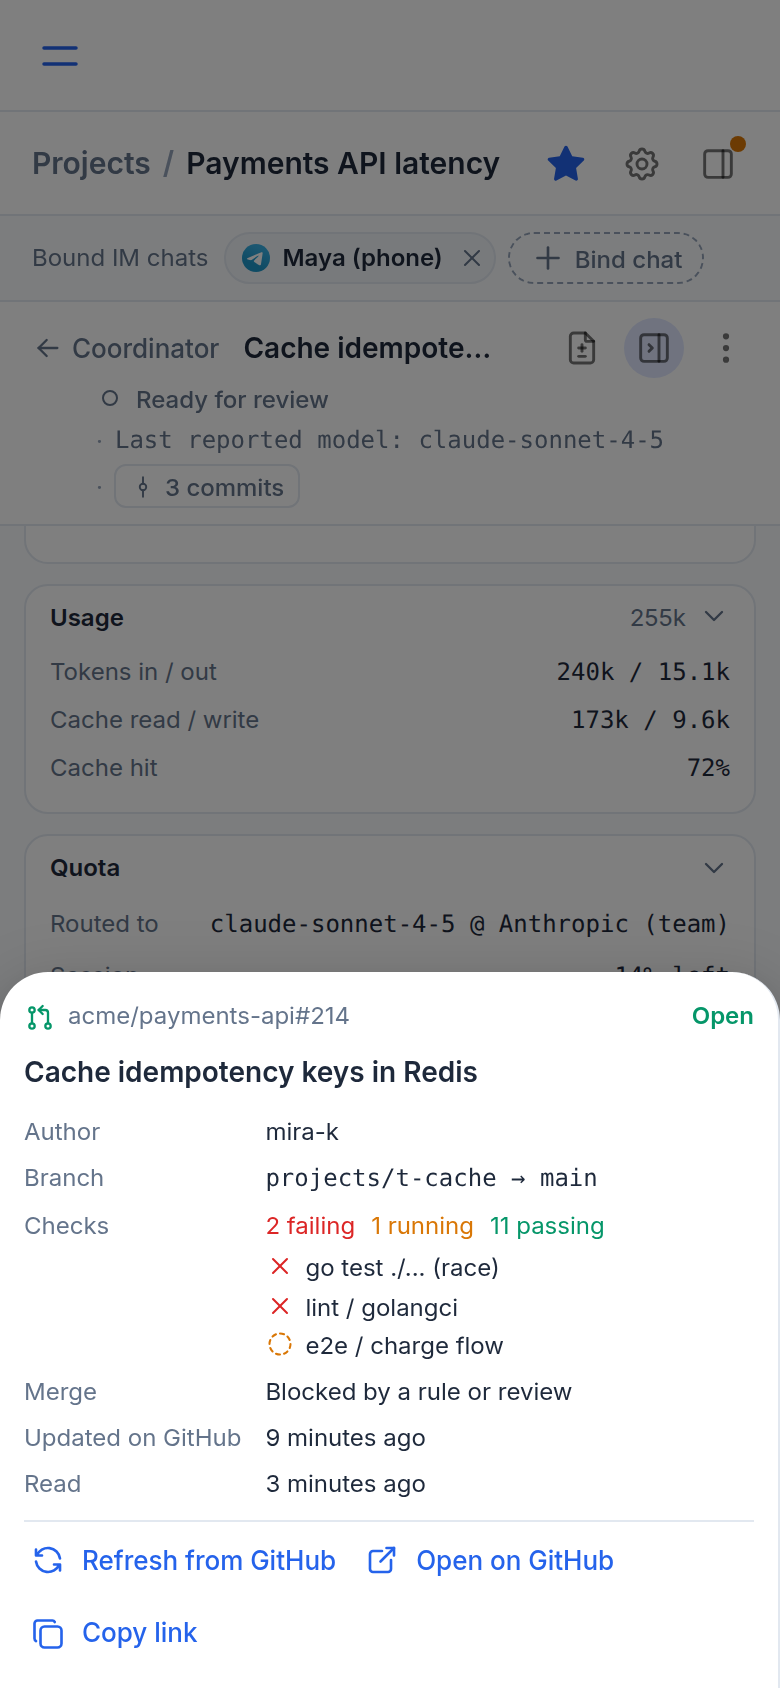 Projects / Payments API latency
Bound IM chats Maya (phone) Bind chat
Coordinator Cache idempote...
Ready for review
· Last reported model: claude-sonnet-4-5
· 3 commits
Usage 255k
Tokens in / out 240k / 15.1k
Cache read / write 173k / 9.6k
Cache hit 72%
Quota
Routed to claude-sonnet-4-5 @ Anthropic (team)
Session 14% left
acme/payments-api#214 Open
Cache idempotency keys in Redis
Author mira-k
Branch projects/t-cache → main
Checks 2 failing 1 running 11 passing
go test ./... (race)
lint / golangci
e2e / charge flow
Merge Blocked by a rule or review
Updated on GitHub 9 minutes ago
Read 3 minutes ago
Refresh from GitHub Open on GitHub
Copy link